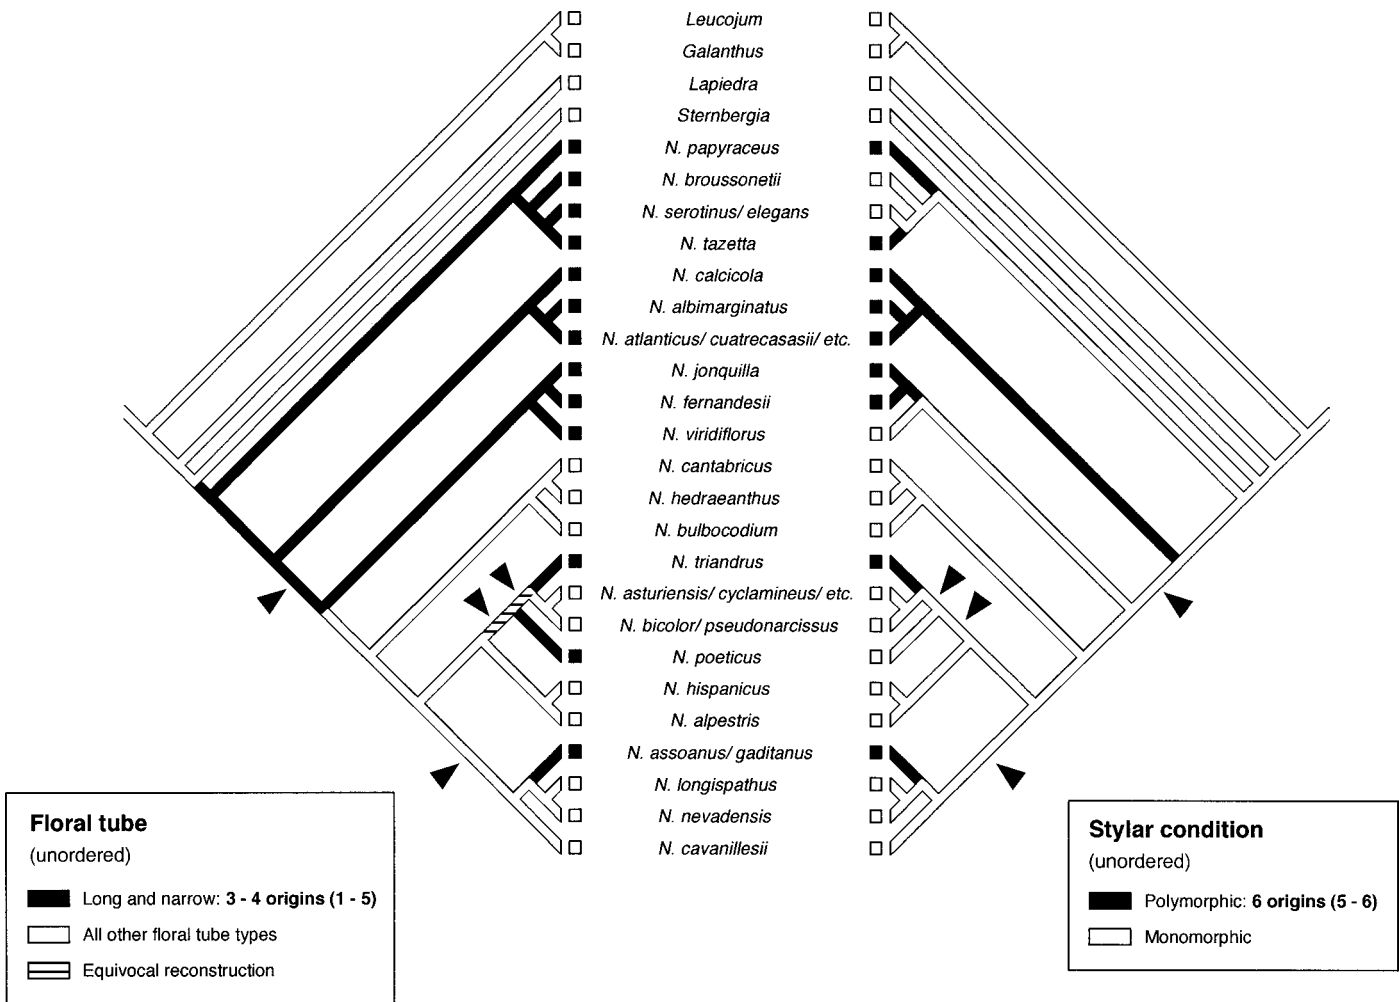 Leucojum
Galanthus
Lapiedra
Sternbergia
N. papyraceus
N. broussonetii
N. serotinus/ elegans
N. tazetta
N. calcicola
N. albimarginatus
N. atlanticus/ cuatrecasasii/ etc.
N. jonquilla
N. fernandesii
N. viridiflorus
N. cantabricus
N. hedraeanthus
N. bulbocodium
N. triandrus
N. asturiensis/ cyclamineus/ etc.
N. bicolor/ pseudonarcissus
N. poeticus
N. hispanicus
N. alpestris
N. assoanus/ gaditanus
N. longispathus
N. nevadensis
N. cavanillesii
Floral tube
(unordered)
Long and narrow: 3 - 4 origins (1 - 5)
All other floral tube types
Equivocal reconstruction
Stylar condition
(unordered)
Polymorphic: 6 origins (5 - 6)
Monomorphic